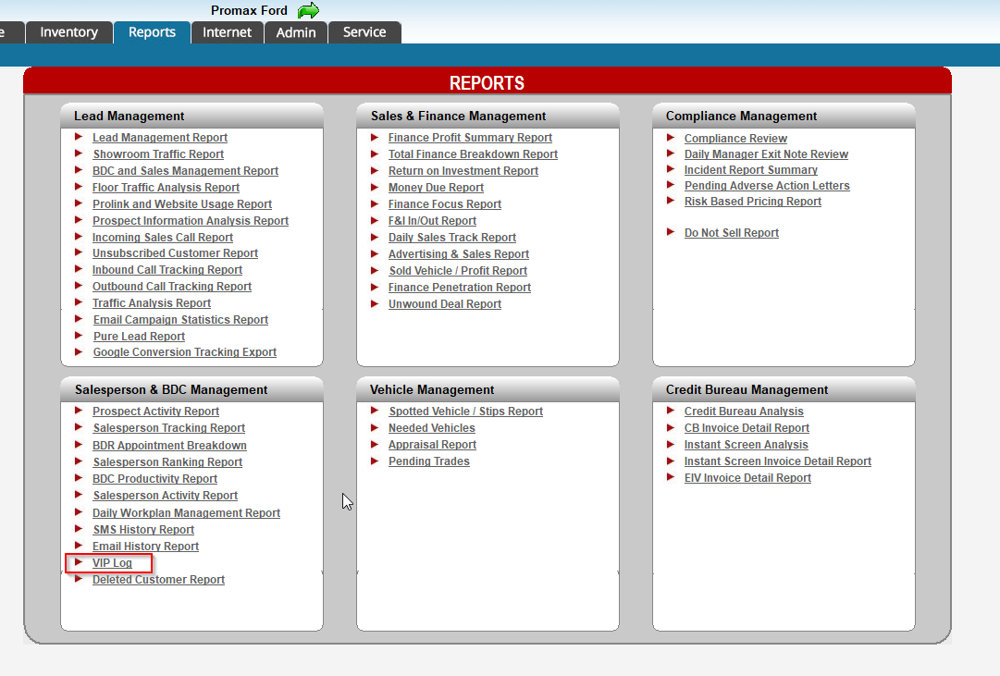 Promax Ford
e Inventory Reports Internet Admin Service
REPORTS
Lead Management
Lead Management Report
Showroom Traffic Report
BDC and Sales Management Report
Floor Traffic Analysis Report
Prolink and Website Usage Report
Prospect Information Analysis Report
Incoming Sales Call Report
Unsubscribed Customer Report
Inbound Call Tracking Report
Outbound Call Tracking Report
Traffic Analysis Report
Email Campaign Statistics Report
Pure Lead Report
Google Conversion Tracking Export
Sales & Finance Management
Finance Profit Summary Report
Total Finance Breakdown Report
Return on Investment Report
Money Due Report
Finance Focus Report
F&I In/Out Report
Daily Sales Track Report
Advertising & Sales Report
Sold Vehicle / Profit Report
Finance Penetration Report
Unwound Deal Report
Compliance Management
Compliance Review
Daily Manager Exit Note Review
Incident Report Summary
Pending Adverse Action Letters
Risk Based Pricing Report
Do Not Sell Report
Salesperson & BDC Management
Prospect Activity Report
Salesperson Tracking Report
BDR Appointment Breakdown
Salesperson Ranking Report
BDC Productivity Report
Salesperson Activity Report
Daily Workplan Management Report
SMS History Report
Email History Report
VIP Log
Deleted Customer Report
Vehicle Management
Spotted Vehicle / Stips Report
Needed Vehicles
Appraisal Report
Pending Trades
Credit Bureau Management
Credit Bureau Analysis
CB Invoice Detail Report
Instant Screen Analysis
Instant Screen Invoice Detail Report
EIV Invoice Detail Report